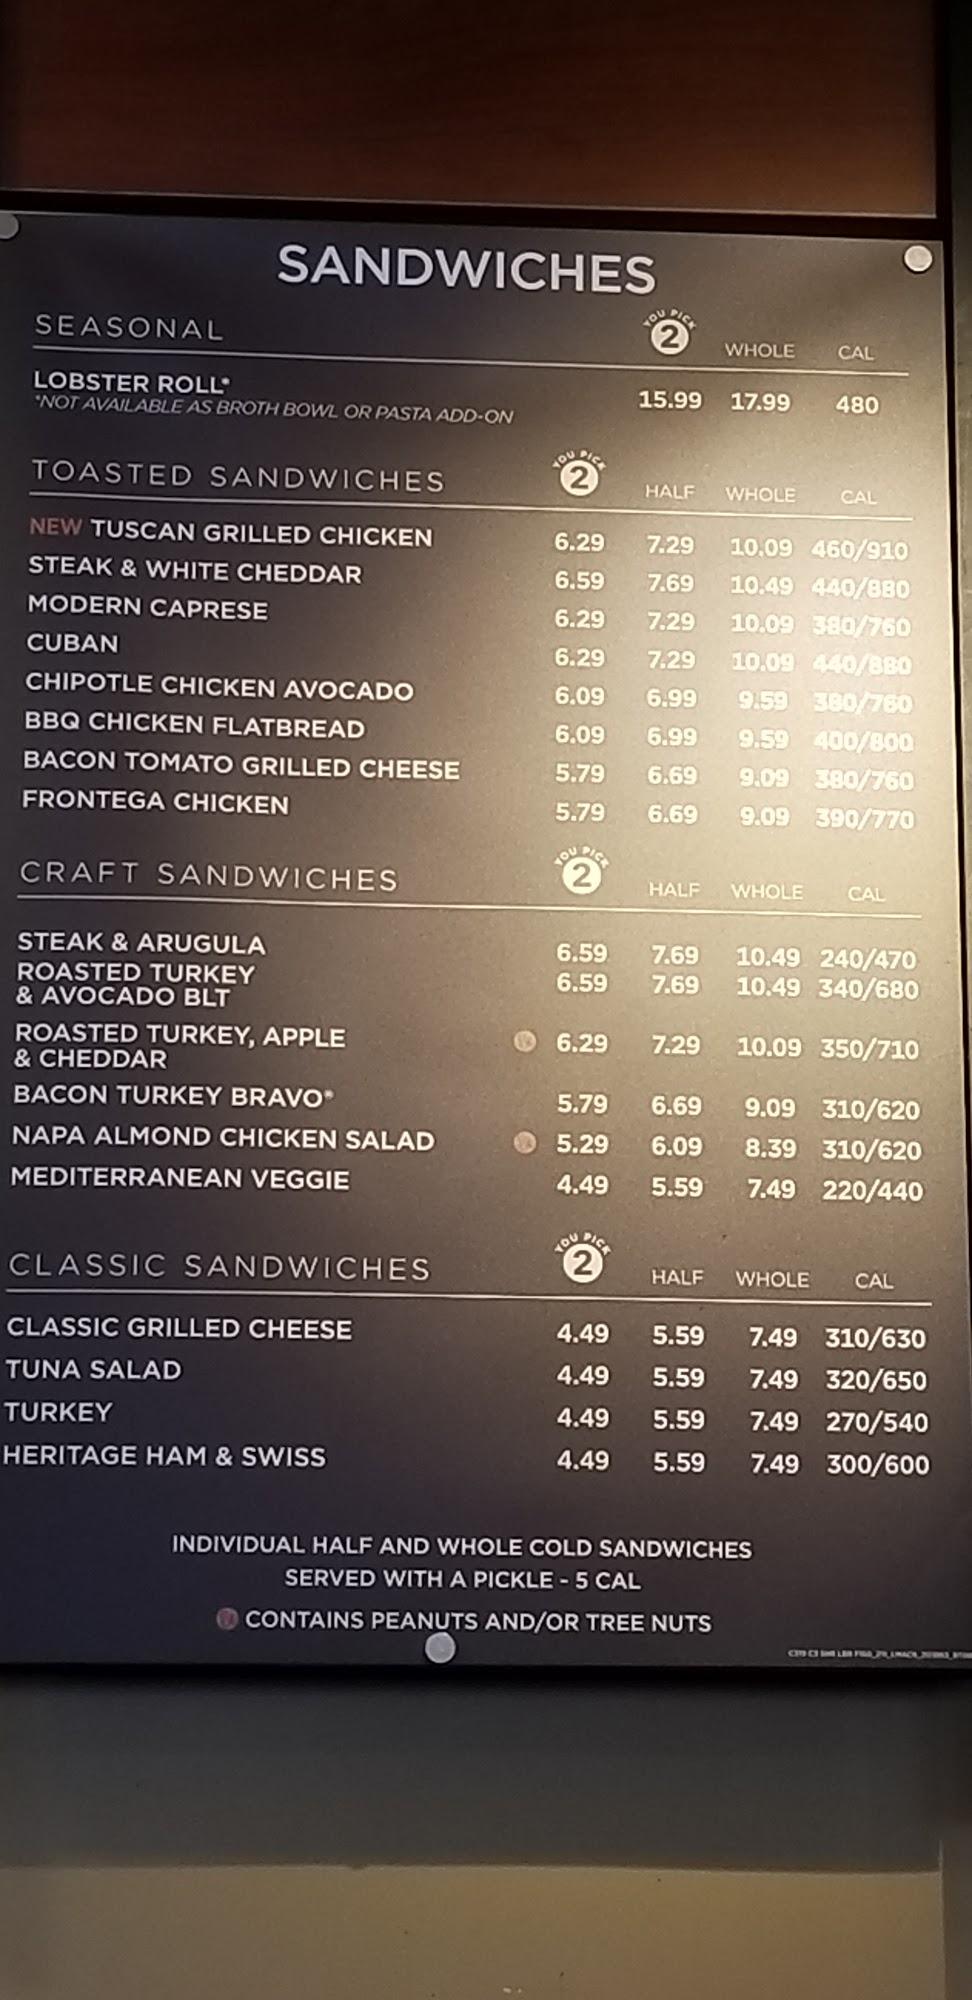 SANDWICHES
SEASONAL YOU PICK 2 WHOLE CAL
LOBSTER ROLL* 15.99 17.99 480
*NOT AVAILABLE AS BROTH BOWL OR PASTA ADD-ON
TOASTED SANDWICHES YOU PICK 2 HALF WHOLE CAL
NEW TUSCAN GRILLED CHICKEN 6.29 7.29 10.09 460/910
STEAK & WHITE CHEDDAR 6.59 7.69 10.49 440/880
MODERN CAPRESE 6.29 7.29 10.09 380/760
CUBAN 6.29 7.29 10.09 440/880
CHIPOTLE CHICKEN AVOCADO 6.09 6.99 9.59 380/760
BBQ CHICKEN FLATBREAD 6.09 6.99 9.59 400/800
BACON TOMATO GRILLED CHEESE 5.79 6.69 9.09 380/760
FRONTEGA CHICKEN 5.79 6.69 9.09 390/770
CRAFT SANDWICHES YOU PICK 2 HALF WHOLE CAL
STEAK & ARUGULA 6.59 7.69 10.49 240/470
ROASTED TURKEY 6.59 7.69 10.49 340/680
& AVOCADO BLT
ROASTED TURKEY, APPLE 6.29 7.29 10.09 350/710
& CHEDDAR
BACON TURKEY BRAVO® 5.79 6.69 9.09 310/620
NAPA ALMOND CHICKEN SALAD 5.29 6.09 8.39 310/620
MEDITERRANEAN VEGGIE 4.49 5.59 7.49 220/440
CLASSIC SANDWICHES YOU PICK 2 HALF WHOLE CAL
CLASSIC GRILLED CHEESE 4.49 5.59 7.49 310/630
TUNA SALAD 4.49 5.59 7.49 320/650
TURKEY 4.49 5.59 7.49 270/540
HERITAGE HAM & SWISS 4.49 5.59 7.49 300/600
INDIVIDUAL HALF AND WHOLE COLD SANDWICHES
SERVED WITH A PICKLE - 5 CAL
CONTAINS PEANUTS AND/OR TREE NUTS